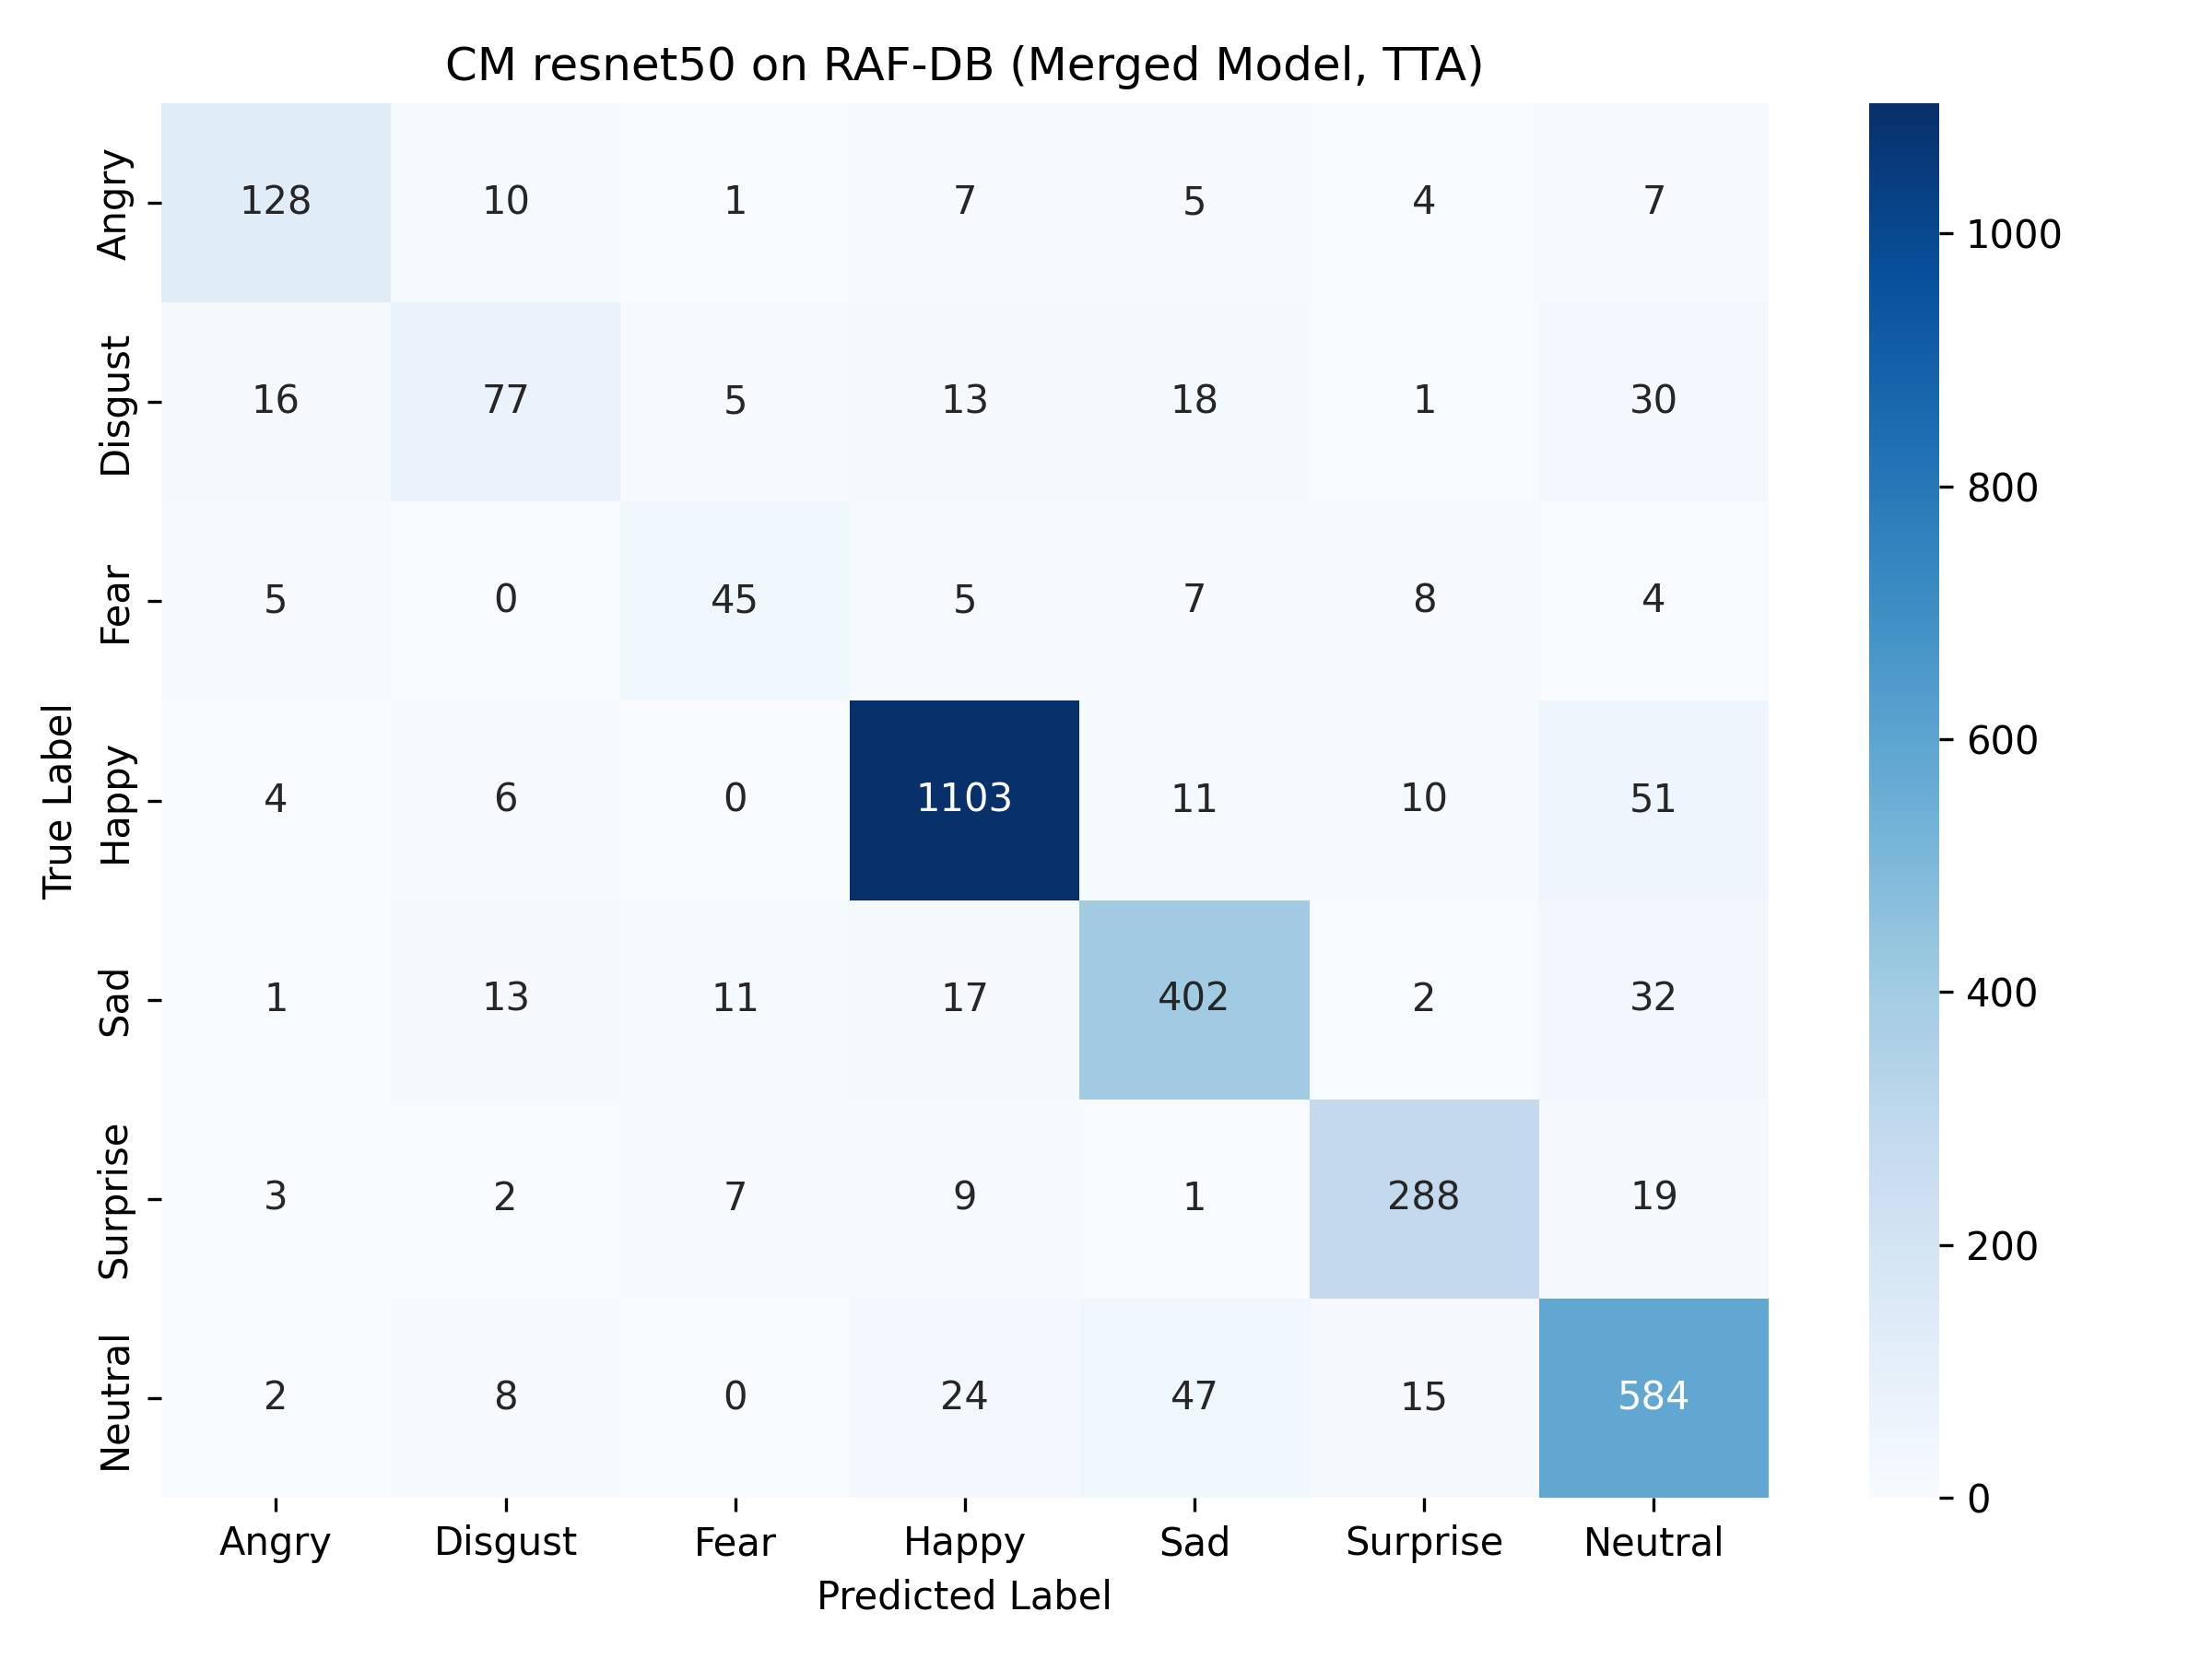 CM resnet50 on RAF-DB (Merged Model, TTA)
True Label
Angry 128 10 1 7 5 4 7
Disgust 16 77 5 13 18 1 30
Fear 5 0 45 5 7 8 4
Happy 4 6 0 1103 11 10 51
Sad 1 13 11 17 402 2 32
Surprise 3 2 7 9 1 288 19
Neutral 2 8 0 24 47 15 584
Angry Disgust Fear Happy Sad Surprise Neutral
Predicted Label
1000
800
600
400
200
0